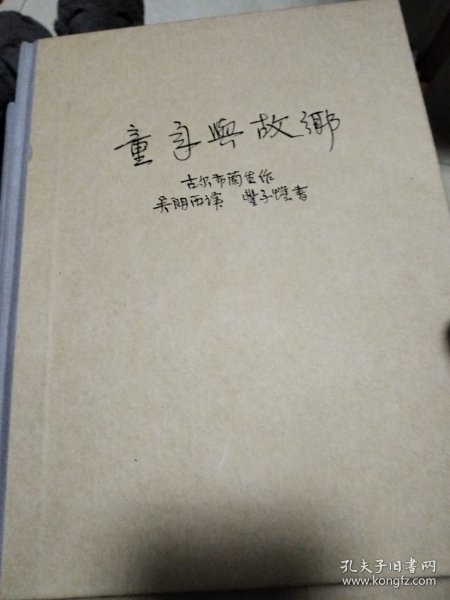 童年與故鄉
古尔布蘭生作
吴朗西译 豐子愷書
孔夫子旧书网
www.kongfz.com